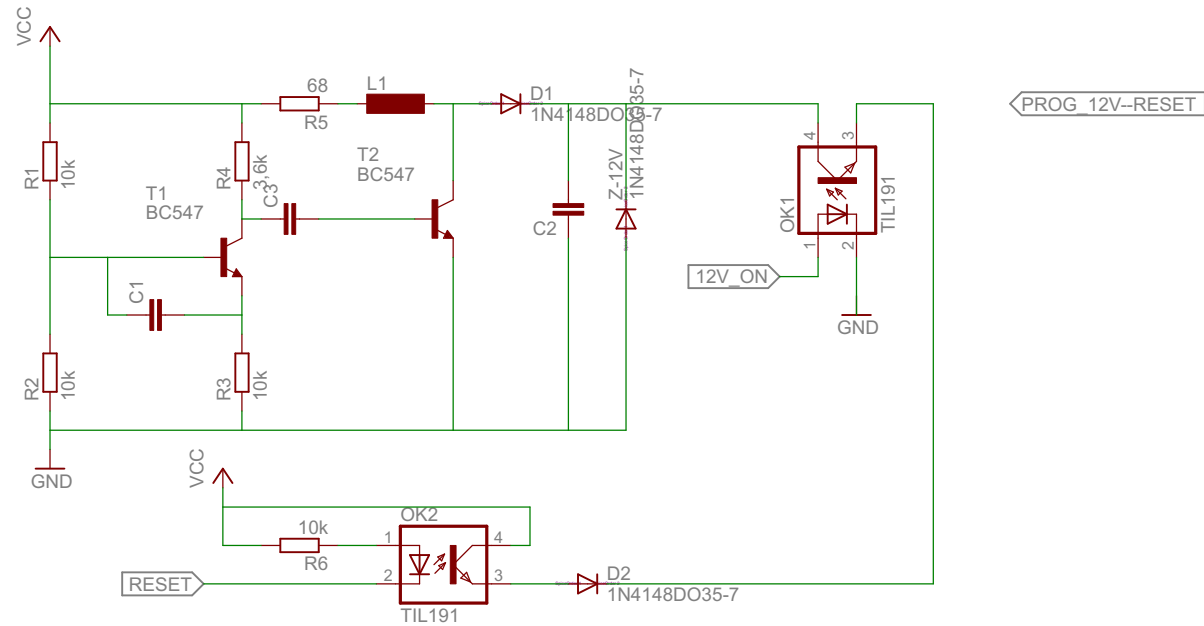 VCC
68
R5
L1
D1
1N4148DO35-7
PROG_12V--RESET
R1
10k
R4
3,6k
C3
T1
BC547
T2
BC547
C2
Z-12V
1N4148DO35-7
4
3
OK1
TIL191
1
2
12V_ON
GND
C1
R2
10k
R3
10k
GND
VCC
10k
R6
OK2
1
4
2
3
TIL191
RESET
D2
1N4148DO35-7